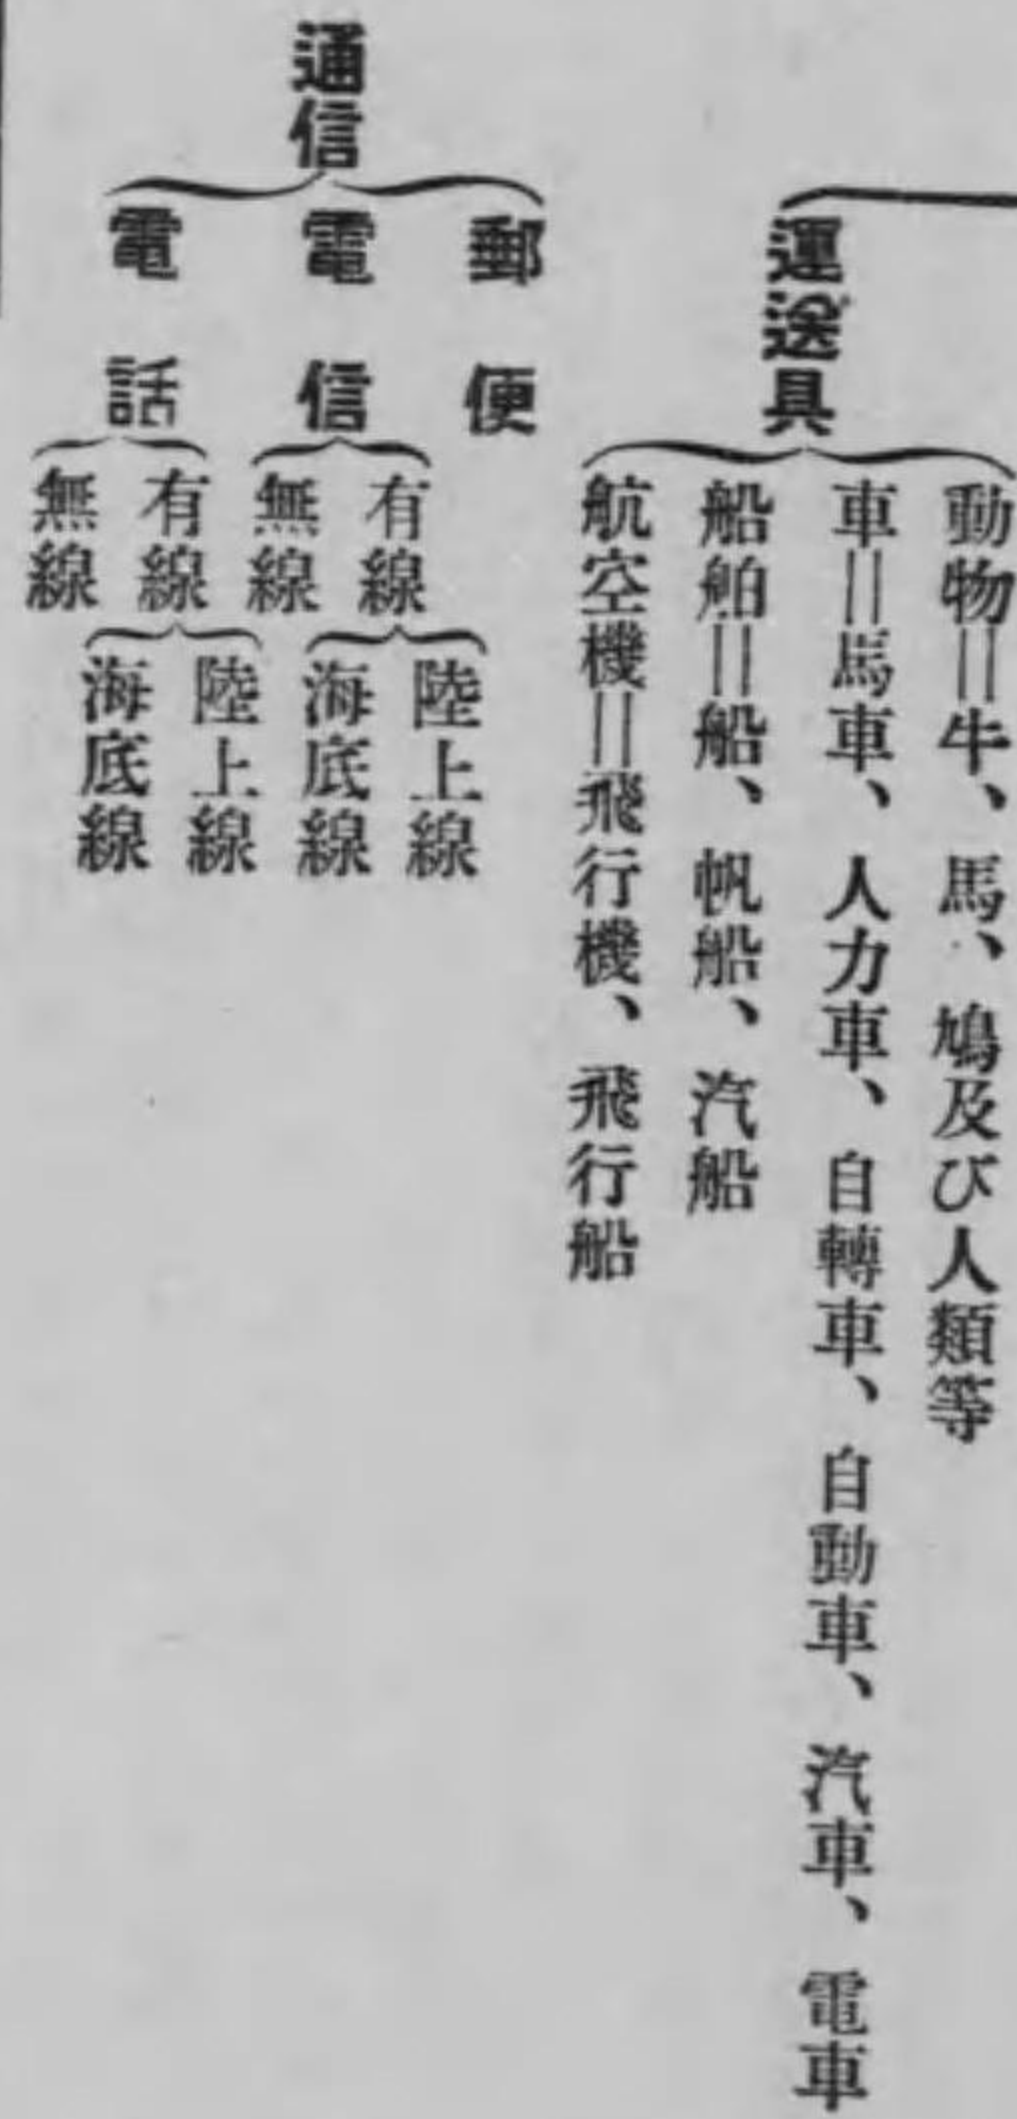 運送具
動物＝牛、馬、鳩及び人類等
車＝馬車、人力車、自轉車、自動車、汽車、電車
船舶＝船、帆船、汽船
航空機＝飛行機、飛行船
通信
郵便
電信
有線
陸上線
海底線
無線
電話
有線
陸上線
海底線
無線